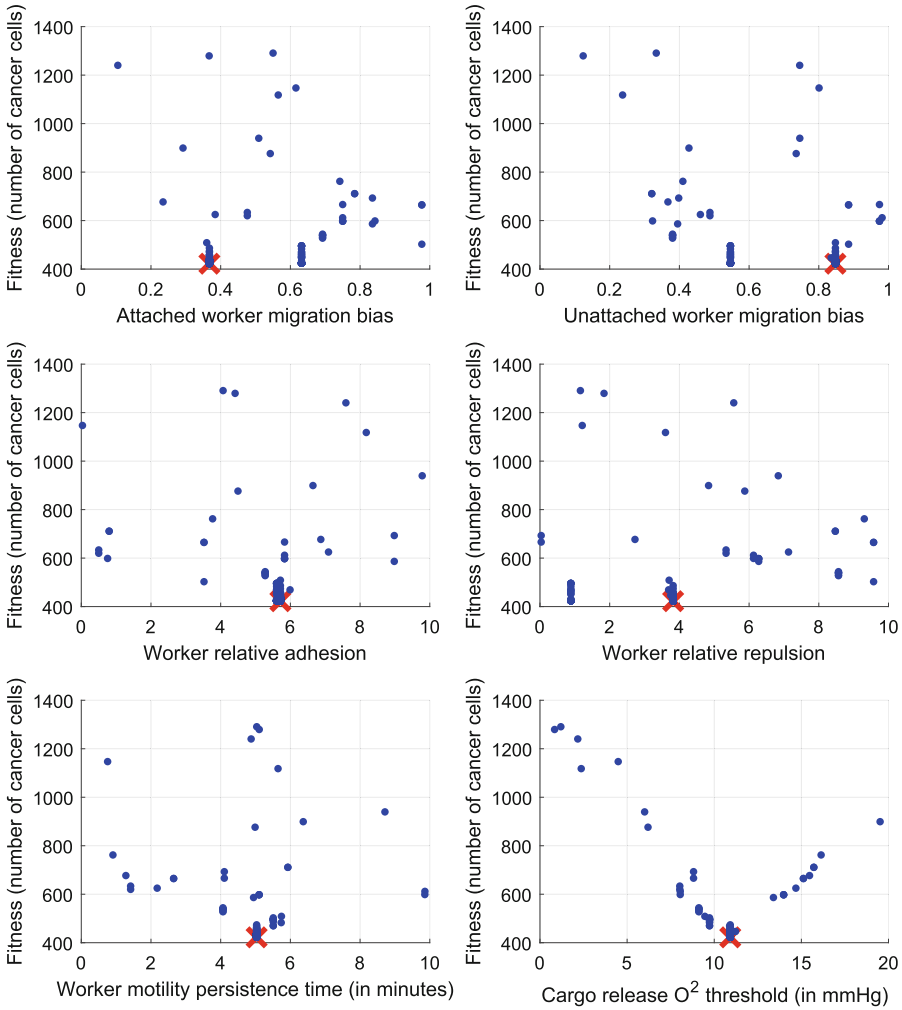 Fitness (number of cancer cells)
1400
1200
1000
800
600
400
0 0.2 0.4 0.6 0.8 1
Attached worker migration bias
Fitness (number of cancer cells)
1400
1200
1000
800
600
400
0 0.2 0.4 0.6 0.8 1
Unattached worker migration bias
Fitness (number of cancer cells)
1400
1200
1000
800
600
400
0 2 4 6 8 10
Worker relative adhesion
Fitness (number of cancer cells)
1400
1200
1000
800
600
400
0 2 4 6 8 10
Worker relative repulsion
Fitness (number of cancer cells)
1400
1200
1000
800
600
400
0 2 4 6 8 10
Worker motility persistence time (in minutes)
Fitness (number of cancer cells)
1400
1200
1000
800
600
400
0 5 10 15 20
Cargo release O² threshold (in mmHg)